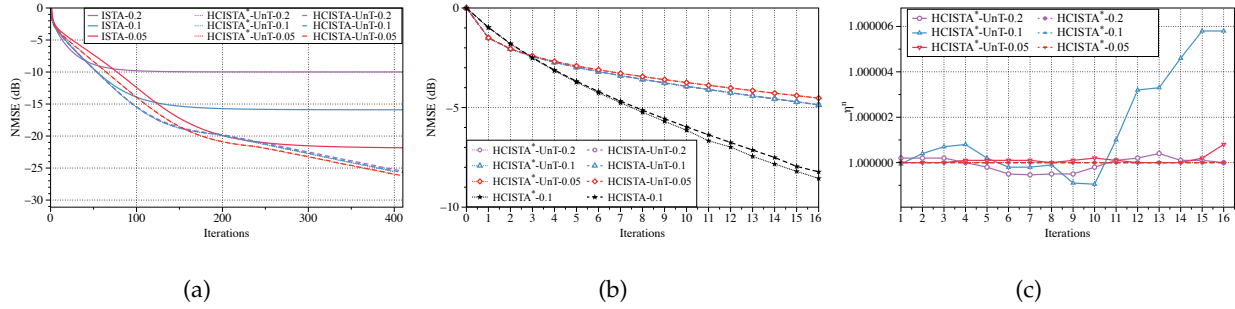 0
−5
−10
−15
−20
−25
−30
NMSE (dB)
ISTA-0.2
ISTA-0.1
ISTA-0.05
HCISTA*-UnT-0.2
HCISTA*-UnT-0.1
HCISTA*-UnT-0.05
HCISTA-UnT-0.2
HCISTA-UnT-0.1
HCISTA-UnT-0.05
0 100 200 300 400
Iterations
(a)
0
−5
−10
NMSE (dB)
HCISTA*-UnT-0.2
HCISTA*-UnT-0.1
HCISTA*-UnT-0.05
HCISTA*-0.1
HCISTA-UnT-0.2
HCISTA-UnT-0.1
HCISTA-UnT-0.05
HCISTA-0.1
0 1 2 3 4 5 6 7 8 9 10 11 12 13 14 15 16
Iterations
(b)
1.000006
1.000004
1.000002
1.000000
ηⁿ
HCISTA*-UnT-0.2
HCISTA*-UnT-0.1
HCISTA*-UnT-0.05
HCISTA*-0.2
HCISTA*-0.1
HCISTA*-0.05
1 2 3 4 5 6 7 8 9 10 11 12 13 14 15 16
Iterations
(c)